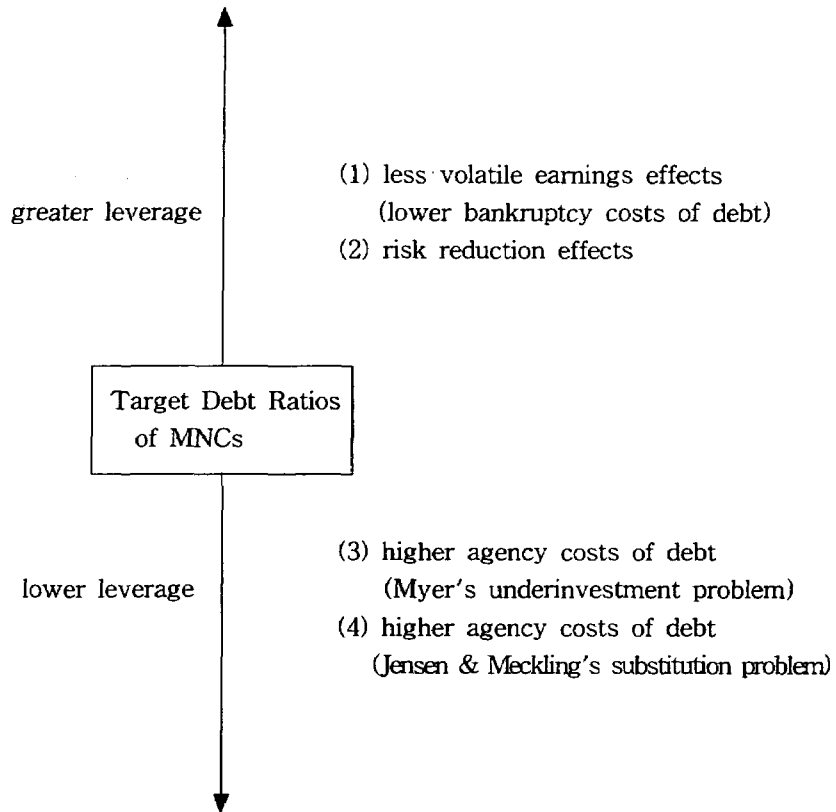 (1) less volatile earnings effects
greater leverage
(lower bankruptcy costs of debt)
(2) risk reduction effects
Target Debt Ratios
of MNCs
(3) higher agency costs of debt
lower leverage
(Myer's underinvestment problem)
(4) higher agency costs of debt
(Jensen & Meckling's substitution problem)